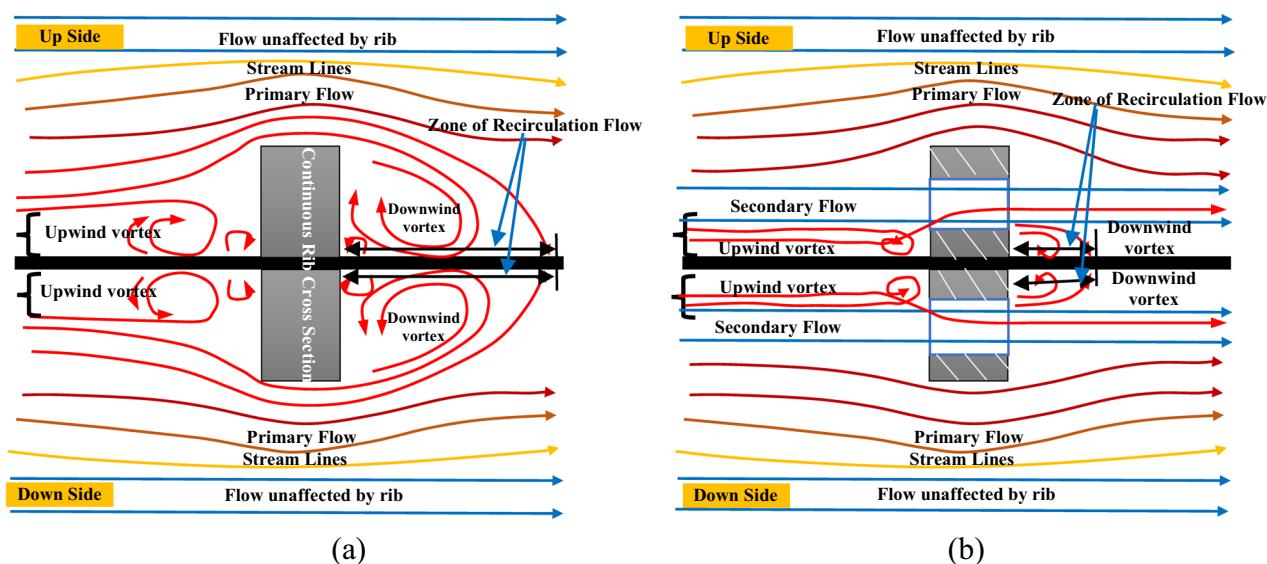 Up Side
Flow unaffected by rib
Stream Lines
Primary Flow
Zone of Recirculation Flow
Continuous Rib Cross Section
Downwind
vortex
Upwind vortex
Upwind vortex
Downwind
vortex
Primary Flow
Stream Lines
Down Side
Flow unaffected by rib
(a)
Up Side
Flow unaffected by rib
Stream Lines
Primary Flow
Zone of Recirculation Flow
Secondary Flow
Upwind vortex
Downwind
vortex
Upwind vortex
Downwind
vortex
Secondary Flow
Primary Flow
Stream Lines
Down Side
Flow unaffected by rib
(b)